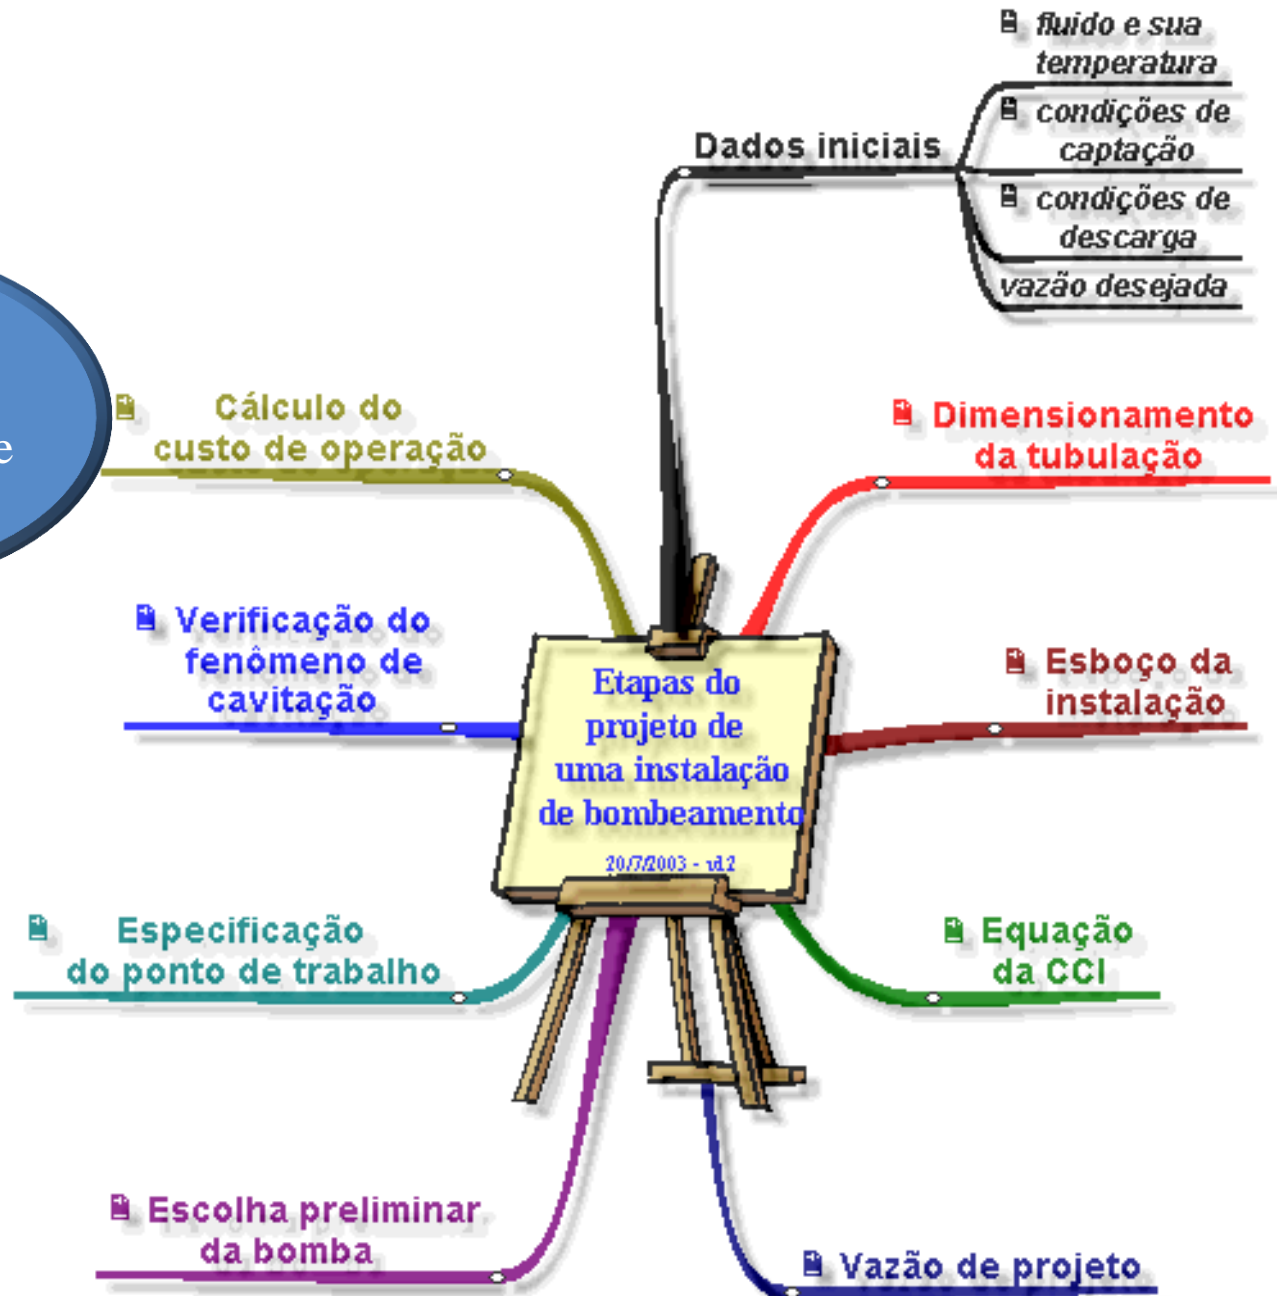 fluido e sua
temperatura
condições de
captação
condições de
descarga
vazão desejada
Dados iniciais
Dimensionamento
da tubulação
Esboço da
instalação
Equação
da CCI
Vazão de projeto
Escolha preliminar
da bomba
Especificação
do ponto de trabalho
Verificação do
fenômeno de
cavitação
Cálculo do
custo de operação
e
Etapas do
projeto de
uma instalação
de bombeamento
20/7/2003 -